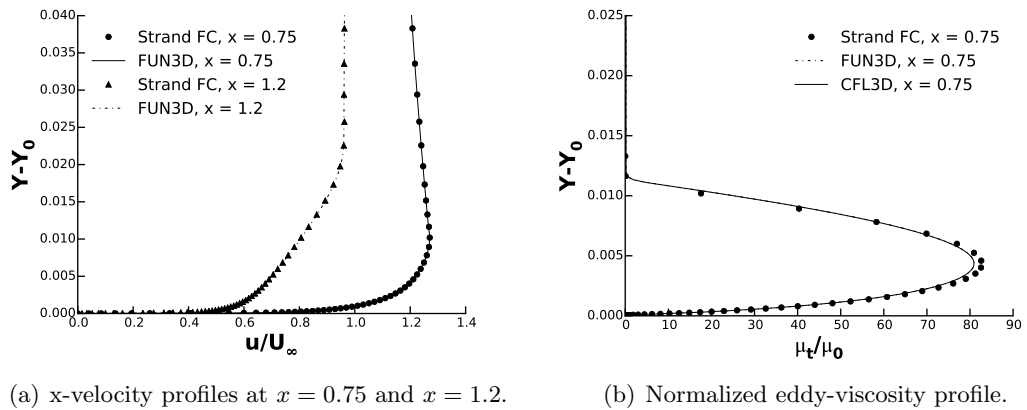 0.040
0.035
0.030
0.025
0.020
0.015
0.010
0.005
0.000
Y-Y0
0.0 0.2 0.4 0.6 0.8 1.0 1.2 1.4
u/U∞
Strand FC, x = 0.75
FUN3D, x = 0.75
Strand FC, x = 1.2
FUN3D, x = 1.2
(a) x-velocity profiles at x = 0.75 and x = 1.2.
0.025
0.020
0.015
0.010
0.005
0.000
Y-Y0
0 10 20 30 40 50 60 70 80 90
μt/μ0
Strand FC, x = 0.75
FUN3D, x = 0.75
CFL3D, x = 0.75
(b) Normalized eddy-viscosity profile.